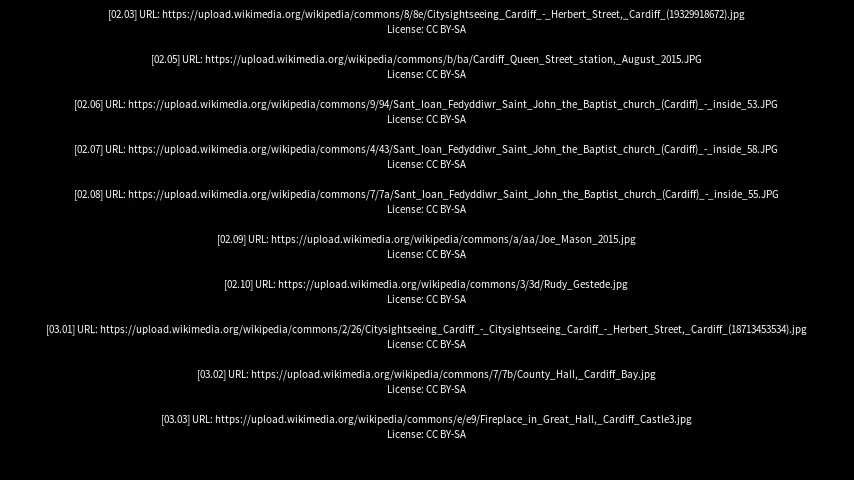 [02.03] URL: https://upload.wikimedia.org/wikipedia/commons/8/8e/Citysightseeing_Cardiff_-_Herbert_Street,_Cardiff_(19329918672).jpg
License: CC BY-SA
[02.05] URL: https://upload.wikimedia.org/wikipedia/commons/b/ba/Cardiff_Queen_Street_station,_August_2015.JPG
License: CC BY-SA
[02.06] URL: https://upload.wikimedia.org/wikipedia/commons/9/94/Sant_Ioan_Fedyddiwr_Saint_John_the_Baptist_church_(Cardiff)_-_inside_53.JPG
License: CC BY-SA
[02.07] URL: https://upload.wikimedia.org/wikipedia/commons/4/43/Sant_Ioan_Fedyddiwr_Saint_John_the_Baptist_church_(Cardiff)_-_inside_58.JPG
License: CC BY-SA
[02.08] URL: https://upload.wikimedia.org/wikipedia/commons/7/7a/Sant_Ioan_Fedyddiwr_Saint_John_the_Baptist_church_(Cardiff)_-_inside_55.JPG
License: CC BY-SA
[02.09] URL: https://upload.wikimedia.org/wikipedia/commons/a/aa/Joe_Mason_2015.jpg
License: CC BY-SA
[02.10] URL: https://upload.wikimedia.org/wikipedia/commons/3/3d/Rudy_Gestede.jpg
License: CC BY-SA
[03.01] URL: https://upload.wikimedia.org/wikipedia/commons/2/26/Citysightseeing_Cardiff_-_Citysightseeing_Cardiff_-_Herbert_Street,_Cardiff_(18713453534).jpg
License: CC BY-SA
[03.02] URL: https://upload.wikimedia.org/wikipedia/commons/7/7b/County_Hall,_Cardiff_Bay.jpg
License: CC BY-SA
[03.03] URL: https://upload.wikimedia.org/wikipedia/commons/e/e9/Fireplace_in_Great_Hall,_Cardiff_Castle3.jpg
License: CC BY-SA